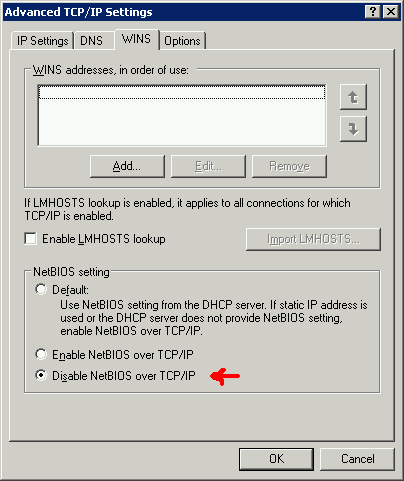 Advanced TCP/IP Settings
IP Settings DNS WINS Options
WINS addresses, in order of use:
Add... Edit... Remove
If LMHOSTS lookup is enabled, it applies to all connections for which
TCP/IP is enabled.
Enable LMHOSTS lookup Import LMHOSTS...
NetBIOS setting
Default:
Use NetBIOS setting from the DHCP server. If static IP address is
used or the DHCP server does not provide NetBIOS setting,
enable NetBIOS over TCP/IP.
Enable NetBIOS over TCP/IP
Disable NetBIOS over TCP/IP
OK Cancel